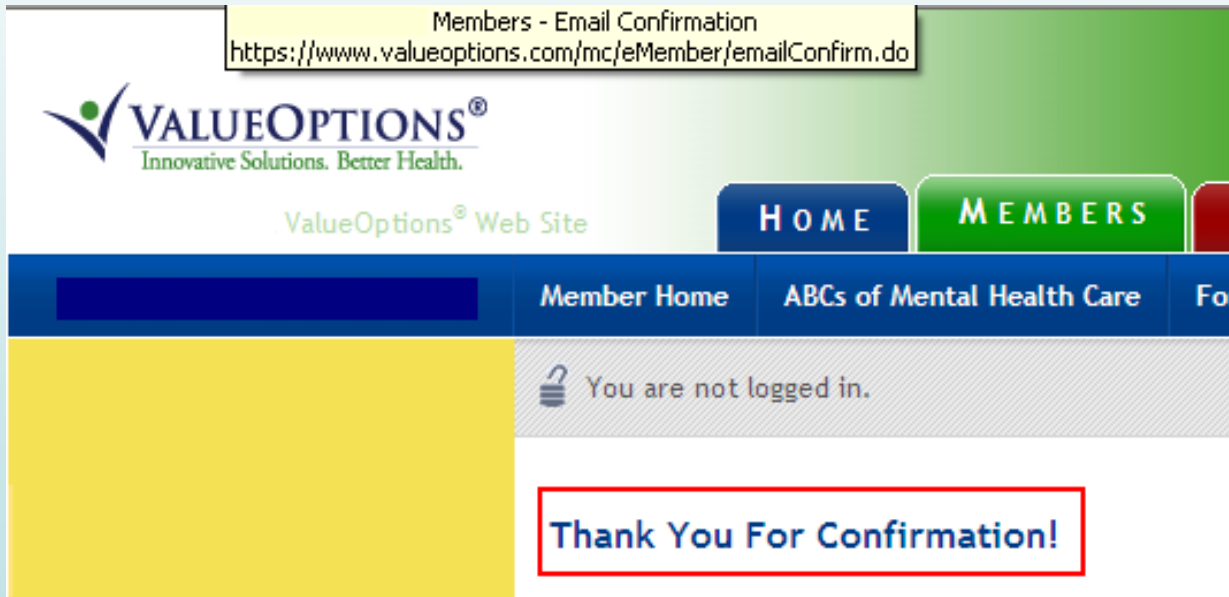 Members - Email Confirmation
https://www.valueoptions.com/mc/eMember/emailConfirm.do
VALUEOPTIONS®
Innovative Solutions. Better Health.
ValueOptions® Web Site
HOME
MEMBERS
Member Home
ABCs of Mental Health Care
Fo
You are not logged in.
Thank You For Confirmation!